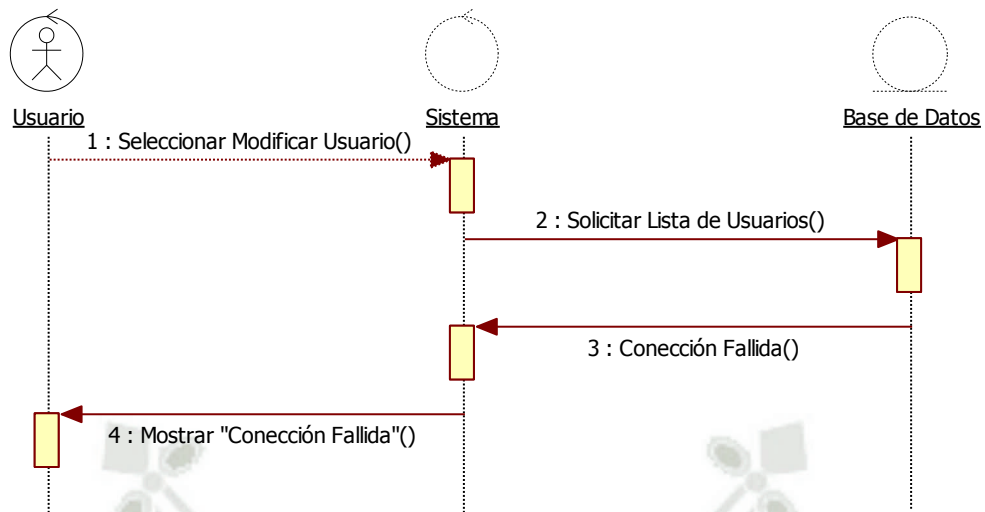 Usuario
Sistema
Base de Datos
1 : Seleccionar Modificar Usuario()
2 : Solicitar Lista de Usuarios()
3 : Conección Fallida()
4 : Mostrar "Conección Fallida"()